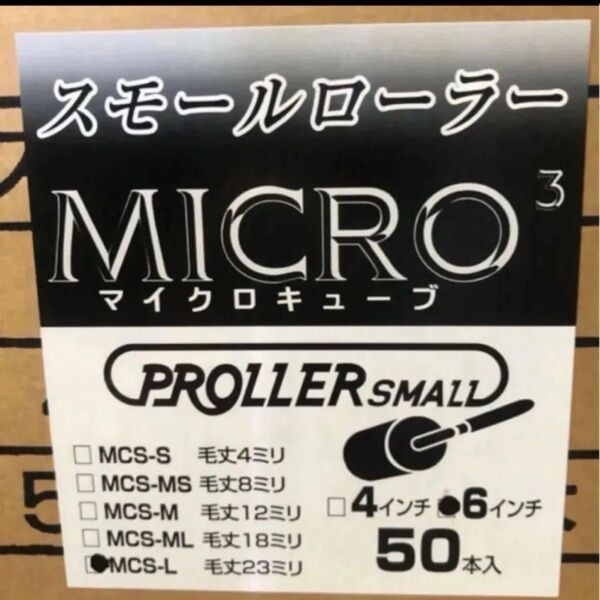 スモールローラー
MICRO³
マイクロキューブ
PROLLER SMALL
□ MCS-S 毛丈4ミリ
□ MCS-MS 毛丈8ミリ
□ MCS-M 毛丈12ミリ
□ MCS-ML 毛丈18ミリ
MCS-L 毛丈23ミリ
□ 4インチ 6インチ
50本入